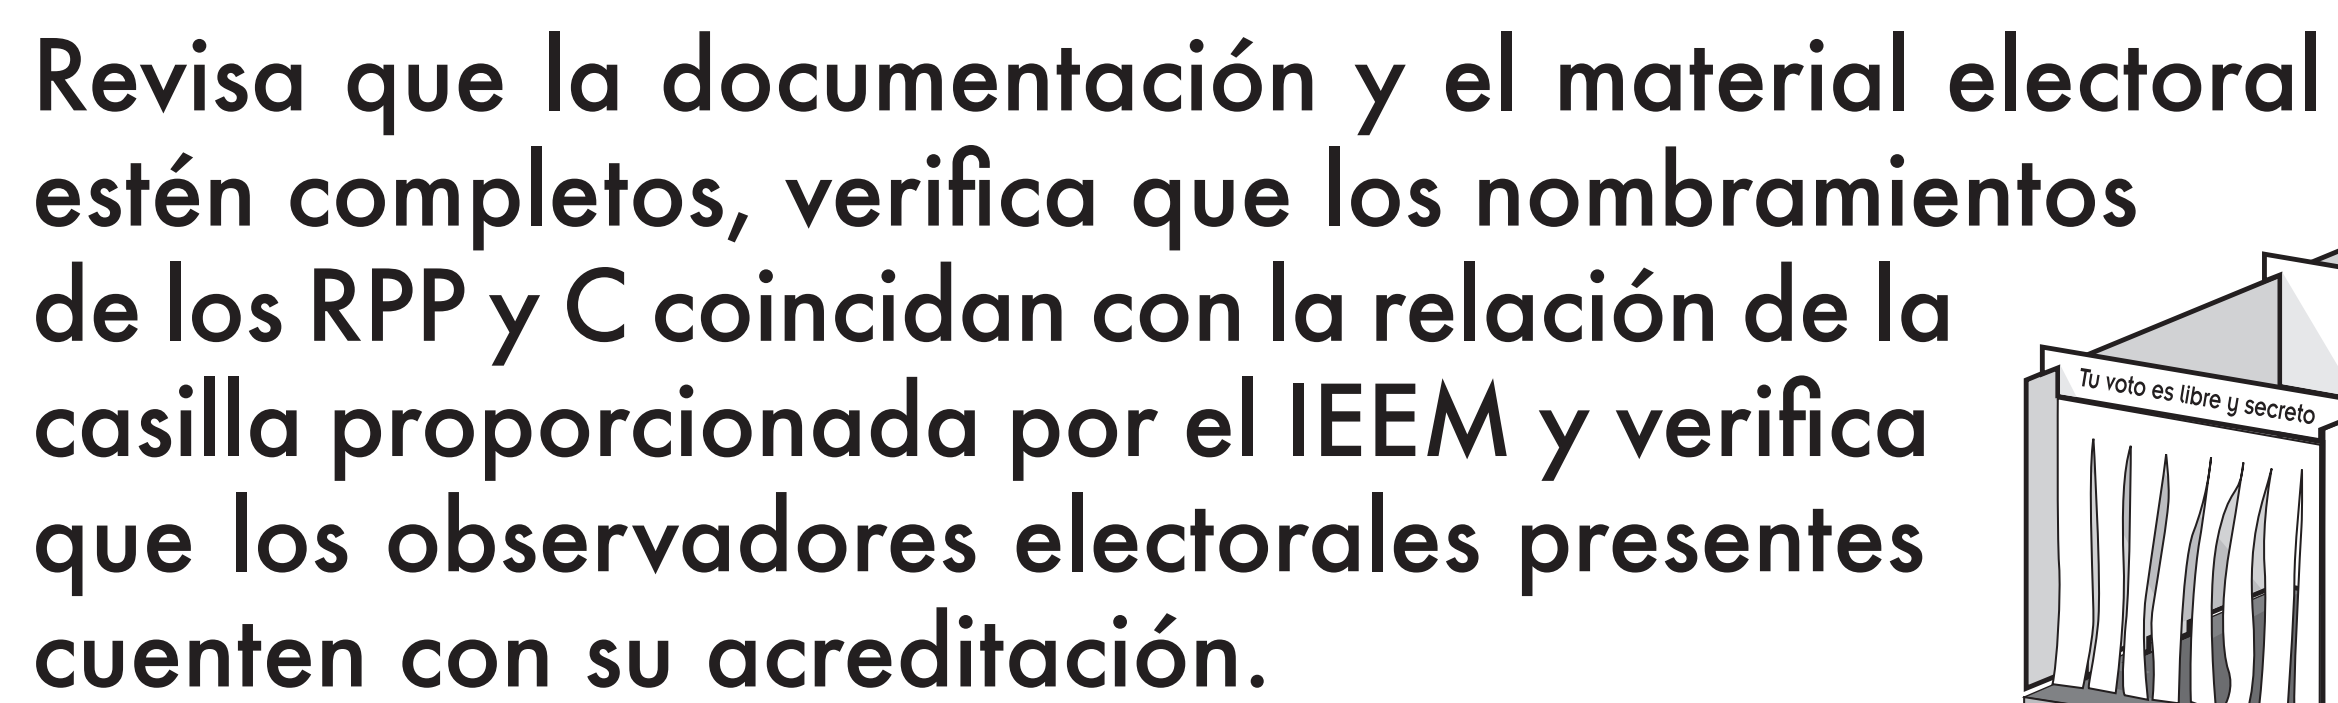 Revisa que la documentación y el material electoral
estén completos, verifica que los nombramientos
de los RPP y C coincidan con la relación de la
casilla proporcionada por el IEEM y verifica
que los observadores electorales presentes
cuenten con su acreditación.
Tu voto es libre y secreto